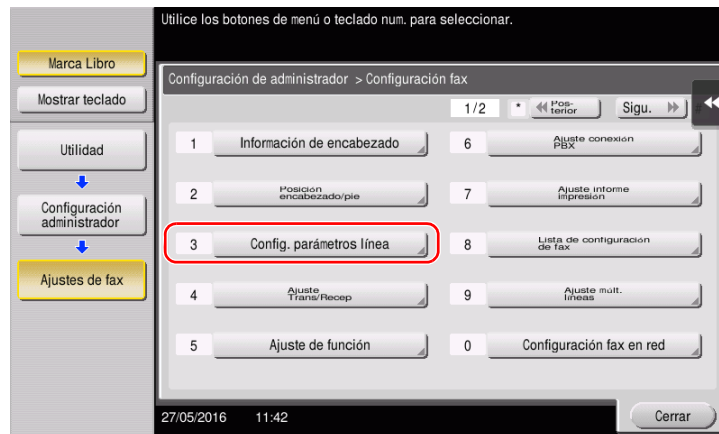 Utilice los botones de menú o teclado num. para seleccionar.
Marca Libro
Mostrar teclado
Utilidad
Configuración
administrador
Ajustes de fax
Configuración de administrador > Configuración fax
1/2
*
Pos-
terior
Sigu.
1 Información de encabezado
2 Posición
encabezado/pie
3 Config. parámetros línea
4 Ajuste
Trans/Recep
5 Ajuste de función
6 Ajuste conexión
PBX
7 Ajuste informe
impresión
8 Lista de configuración
de fax
9 Ajuste múlt.
líneas
0 Configuración fax en red
27/05/2016 11:42
Cerrar